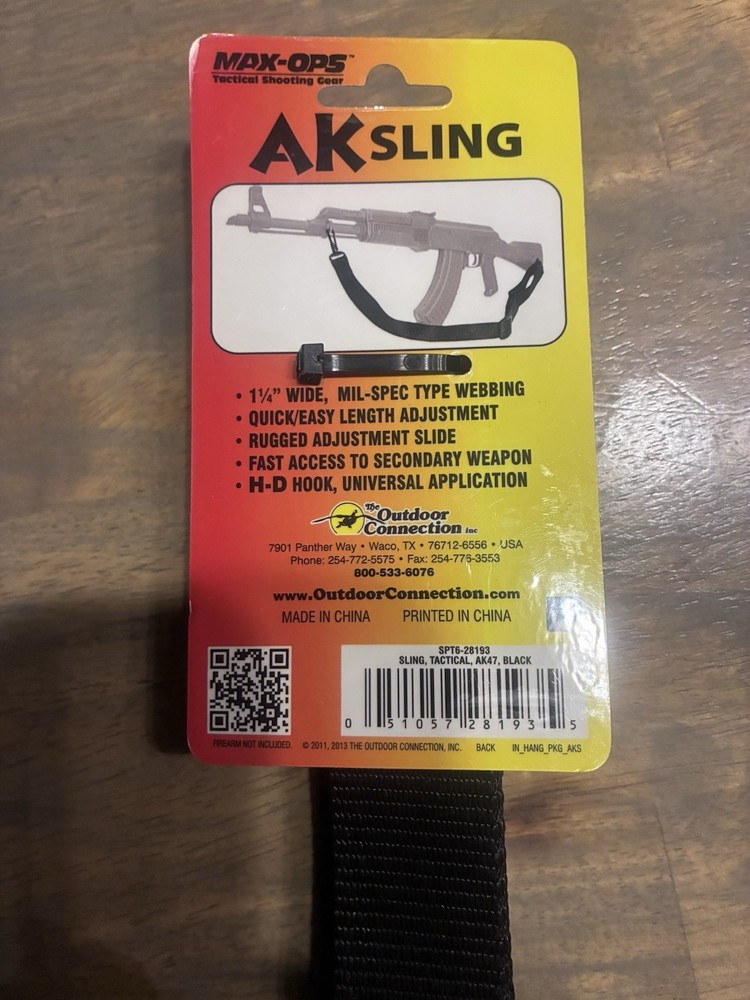 MAX-OPS™
Tactical Shooting Gear
AK SLING
• 1¼" WIDE, MIL-SPEC TYPE WEBBING
• QUICK/EASY LENGTH ADJUSTMENT
• RUGGED ADJUSTMENT SLIDE
• FAST ACCESS TO SECONDARY WEAPON
• H-D HOOK, UNIVERSAL APPLICATION
The Outdoor
Connection inc
7901 Panther Way • Waco, TX • 76712-6556 • USA
Phone: 254-772-5575 • Fax: 254-776-3553
800-533-6076
www.OutdoorConnection.com
MADE IN CHINA PRINTED IN CHINA
SPT6-28193
SLING, TACTICAL, AK47, BLACK
0 51057 28193 5
FIREARM NOT INCLUDED. © 2011, 2013 THE OUTDOOR CONNECTION, INC. BACK IN_HANG_PKG_AKS